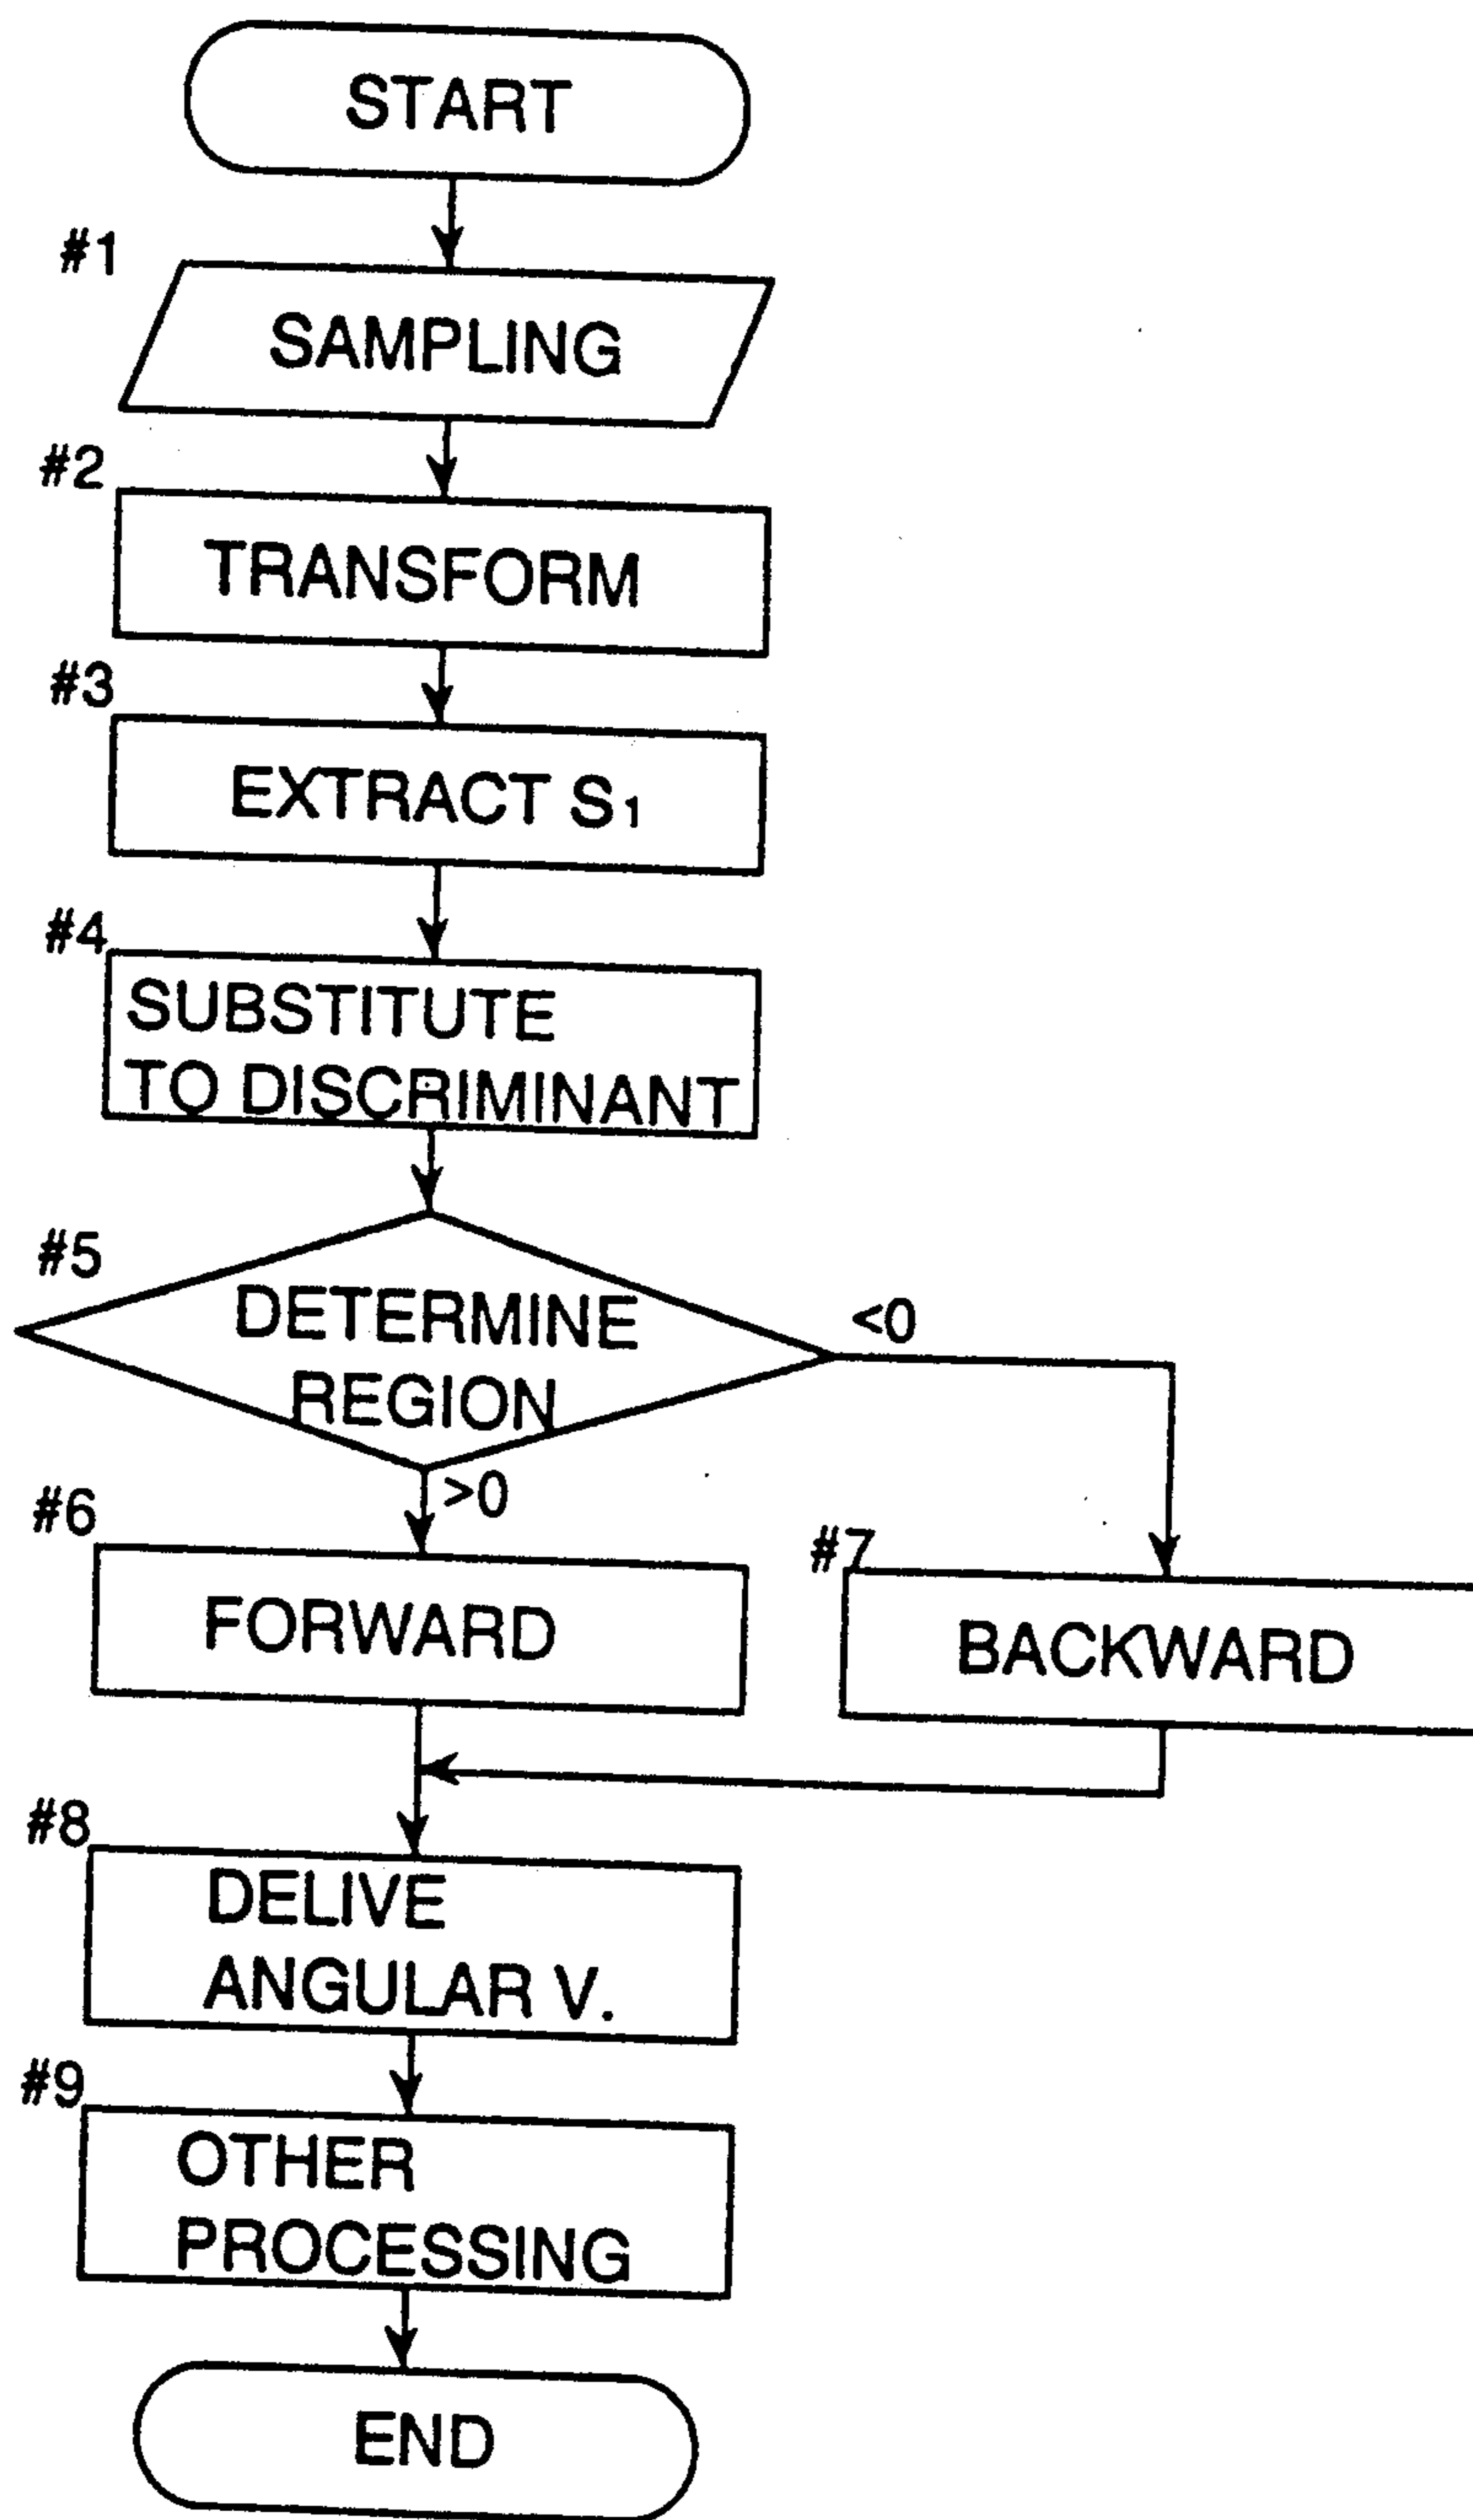 START
#1
SAMPLING
#2
TRANSFORM
#3
EXTRACT S1
#4
SUBSTITUTE
TO DISCRIMINANT
#5
DETERMINE
REGION
<0
>0
#6
FORWARD
#7
BACKWARD
#8
DELIVE
ANGULAR V.
#9
OTHER
PROCESSING
END